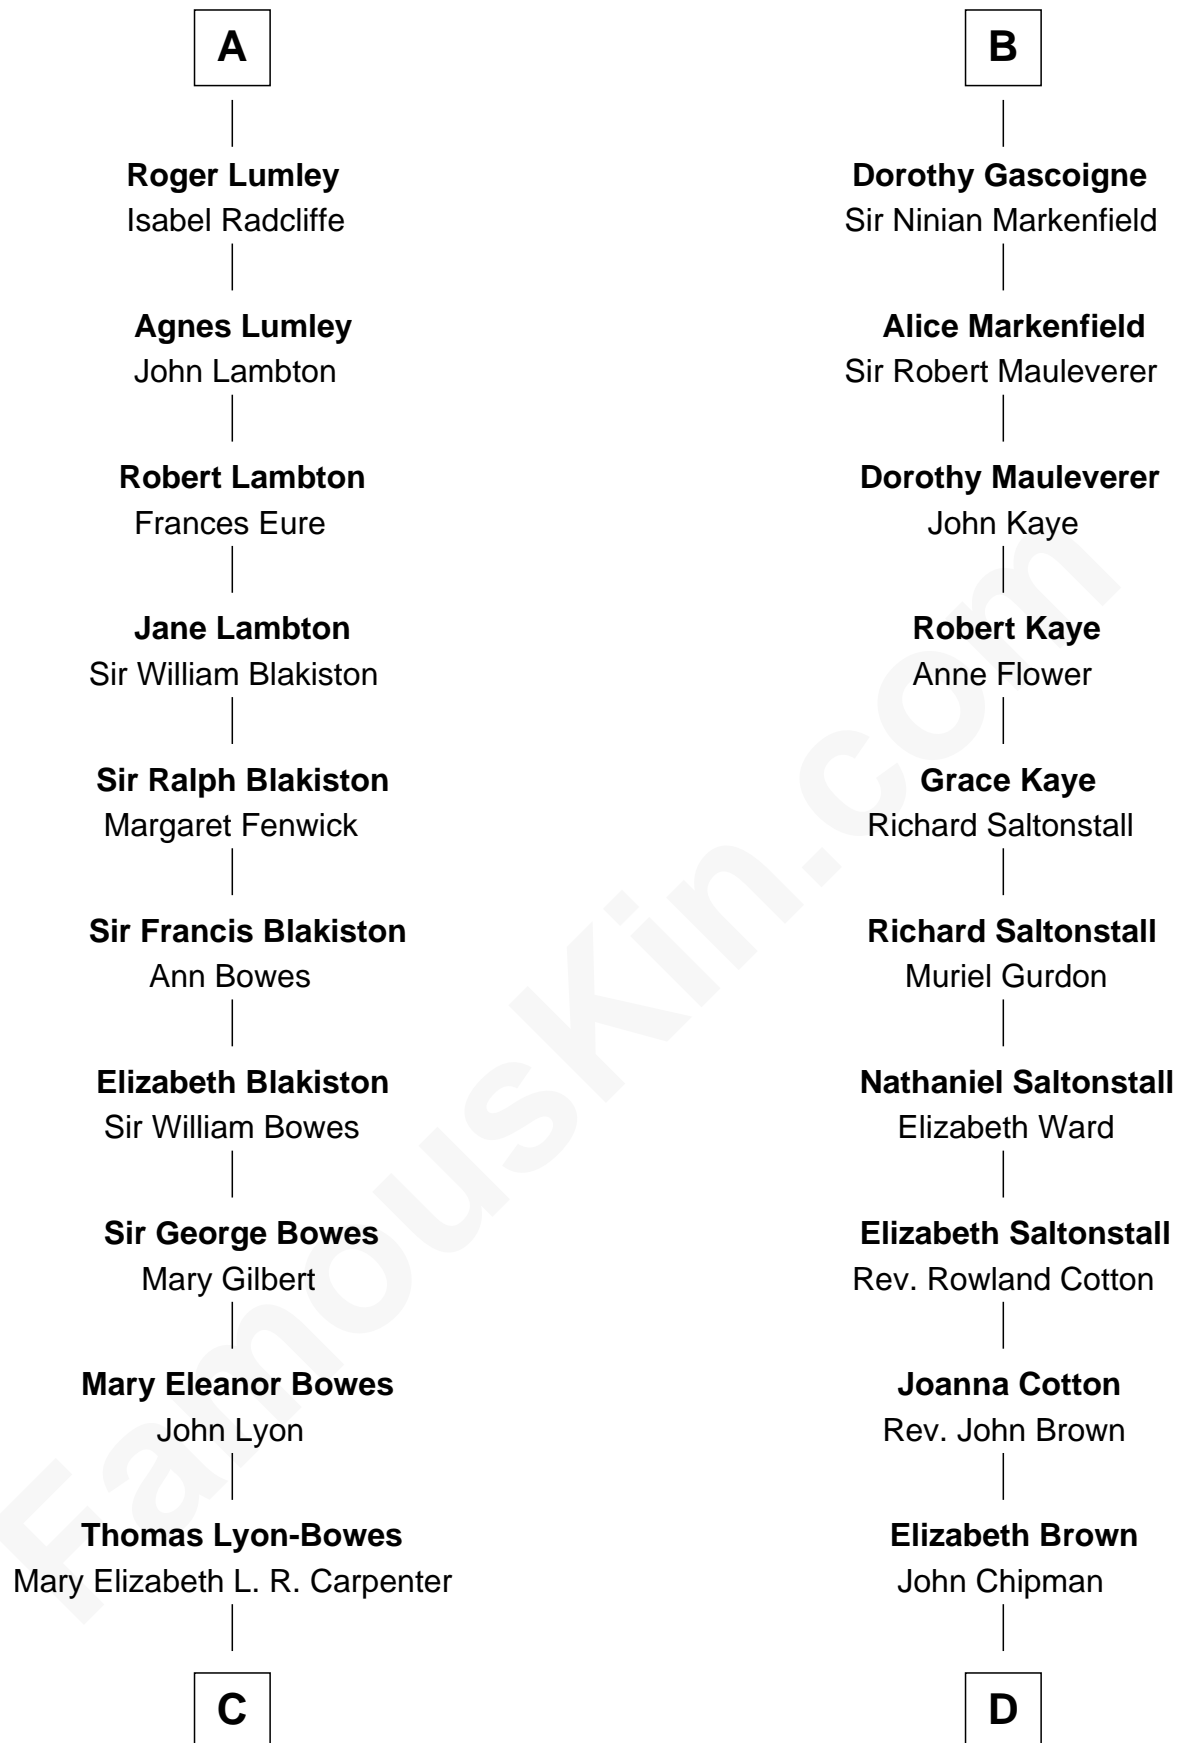 A
Roger Lumley
Isabel Radcliffe
Agnes Lumley
John Lambton
Robert Lambton
Frances Eure
Jane Lambton
Sir William Blakiston
Sir Ralph Blakiston
Margaret Fenwick
Sir Francis Blakiston
Ann Bowes
Elizabeth Blakiston
Sir William Bowes
Sir George Bowes
Mary Gilbert
Mary Eleanor Bowes
John Lyon
Thomas Lyon-Bowes
Mary Elizabeth L. R. Carpenter
C
B
Dorothy Gascoigne
Sir Ninian Markenfield
Alice Markenfield
Sir Robert Mauleverer
Dorothy Mauleverer
John Kaye
Robert Kaye
Anne Flower
Grace Kaye
Richard Saltonstall
Richard Saltonstall
Muriel Gurdon
Nathaniel Saltonstall
Elizabeth Ward
Elizabeth Saltonstall
Rev. Rowland Cotton
Joanna Cotton
Rev. John Brown
Elizabeth Brown
John Chipman
D
FamousKin.com